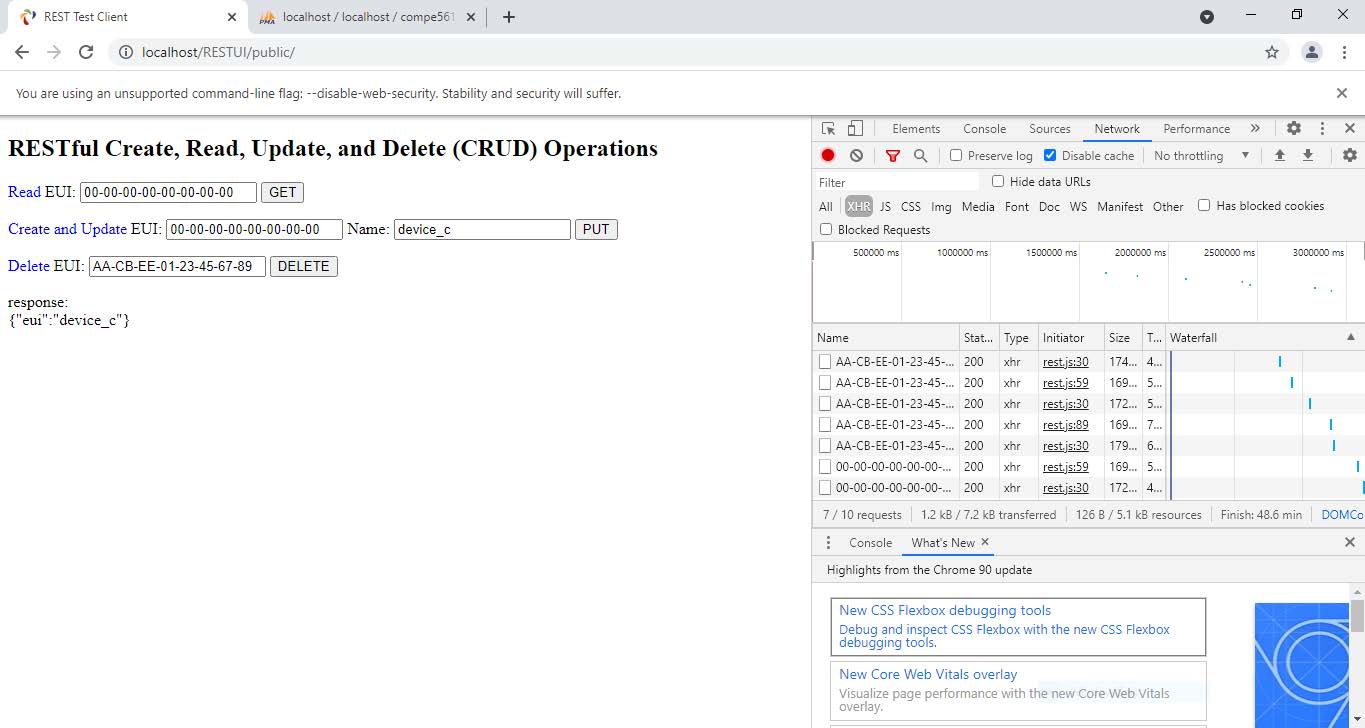 REST Test Client
localhost / localhost / compe561
localhost/RESTUI/public/
You are using an unsupported command-line flag: --disable-web-security. Stability and security will suffer.
RESTful Create, Read, Update, and Delete (CRUD) Operations
Read EUI: 00-00-00-00-00-00-00-00 GET
Create and Update EUI: 00-00-00-00-00-00-00-00 Name: device_c PUT
Delete EUI: AA-CB-EE-01-23-45-67-89 DELETE
response:
{"eui":"device_c"}
Elements Console Sources Network Performance
Preserve log Disable cache No throttling
Filter Hide data URLs
All XHR JS CSS Img Media Font Doc WS Manifest Other Has blocked cookies
Blocked Requests
500000 ms 1000000 ms 1500000 ms 2000000 ms 2500000 ms 3000000 ms
Name Stat... Type Initiator Size T... Waterfall
AA-CB-EE-01-23-45-... 200 xhr rest.js:30 174... 4...
AA-CB-EE-01-23-45-... 200 xhr rest.js:59 169... 5...
AA-CB-EE-01-23-45-... 200 xhr rest.js:30 172... 5...
AA-CB-EE-01-23-45-... 200 xhr rest.js:89 169... 7...
AA-CB-EE-01-23-45-... 200 xhr rest.js:30 179... 6...
00-00-00-00-00-00-... 200 xhr rest.js:59 169... 5...
00-00-00-00-00-00-... 200 xhr rest.js:30 172... 4...
7 / 10 requests 1.2 kB / 7.2 kB transferred 126 B / 5.1 kB resources Finish: 48.6 min DOMCo
Console What's New
Highlights from the Chrome 90 update
New CSS Flexbox debugging tools
Debug and inspect CSS Flexbox with the new CSS Flexbox
debugging tools.
New Core Web Vitals overlay
Visualize page performance with the new Core Web Vitals
overlay.